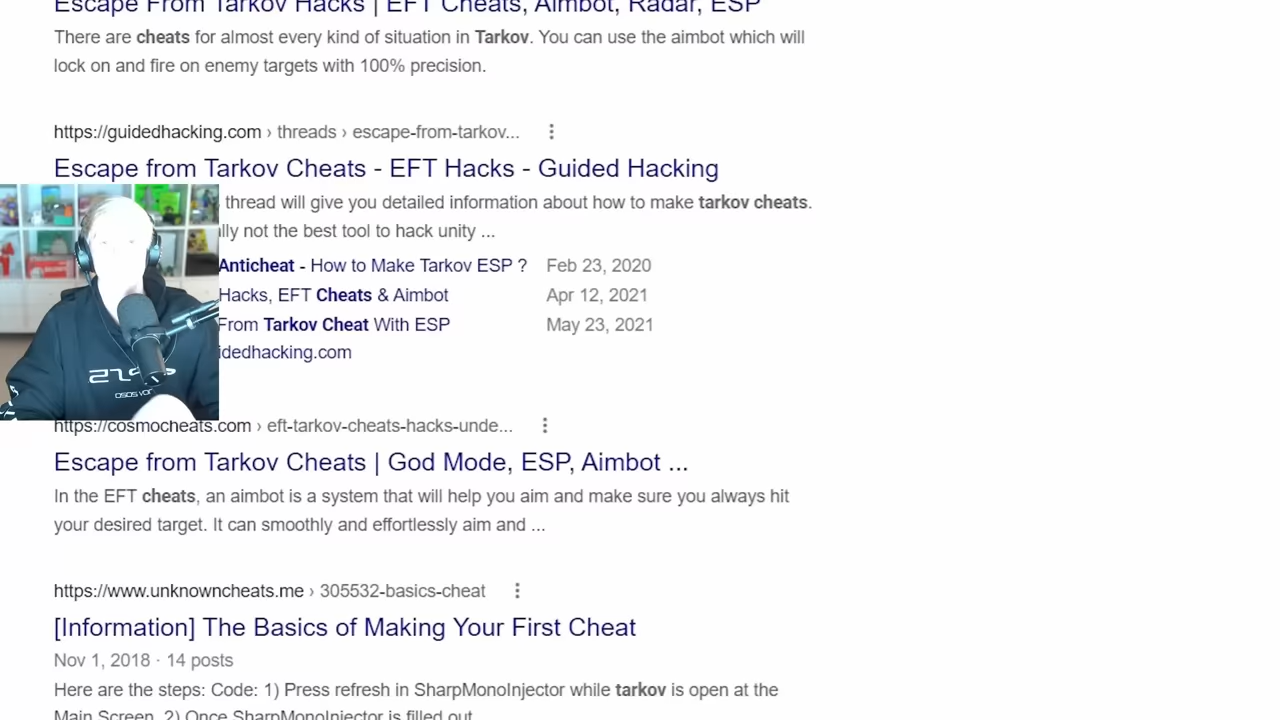 Escape From Tarkov Hacks | EFT Cheats, Aimbot, Radar, ESP
There are cheats for almost every kind of situation in Tarkov. You can use the aimbot which will
lock on and fire on enemy targets with 100% precision.
https://guidedhacking.com › threads › escape-from-tarkov...
Escape from Tarkov Cheats - EFT Hacks - Guided Hacking
thread will give you detailed information about how to make tarkov cheats.
lly not the best tool to hack unity ...
Anticheat - How to Make Tarkov ESP ? Feb 23, 2020
Hacks, EFT Cheats & Aimbot Apr 12, 2021
From Tarkov Cheat With ESP May 23, 2021
idedhacking.com
https://cosmocheats.com › eft-tarkov-cheats-hacks-unde...
Escape from Tarkov Cheats | God Mode, ESP, Aimbot ...
In the EFT cheats, an aimbot is a system that will help you aim and make sure you always hit
your desired target. It can smoothly and effortlessly aim and ...
https://www.unknowncheats.me › 305532-basics-cheat
[Information] The Basics of Making Your First Cheat
Nov 1, 2018 · 14 posts
Here are the steps: Code: 1) Press refresh in SharpMonoInjector while tarkov is open at the
Main Screen. 2) Once SharpMonoInjector is filled out